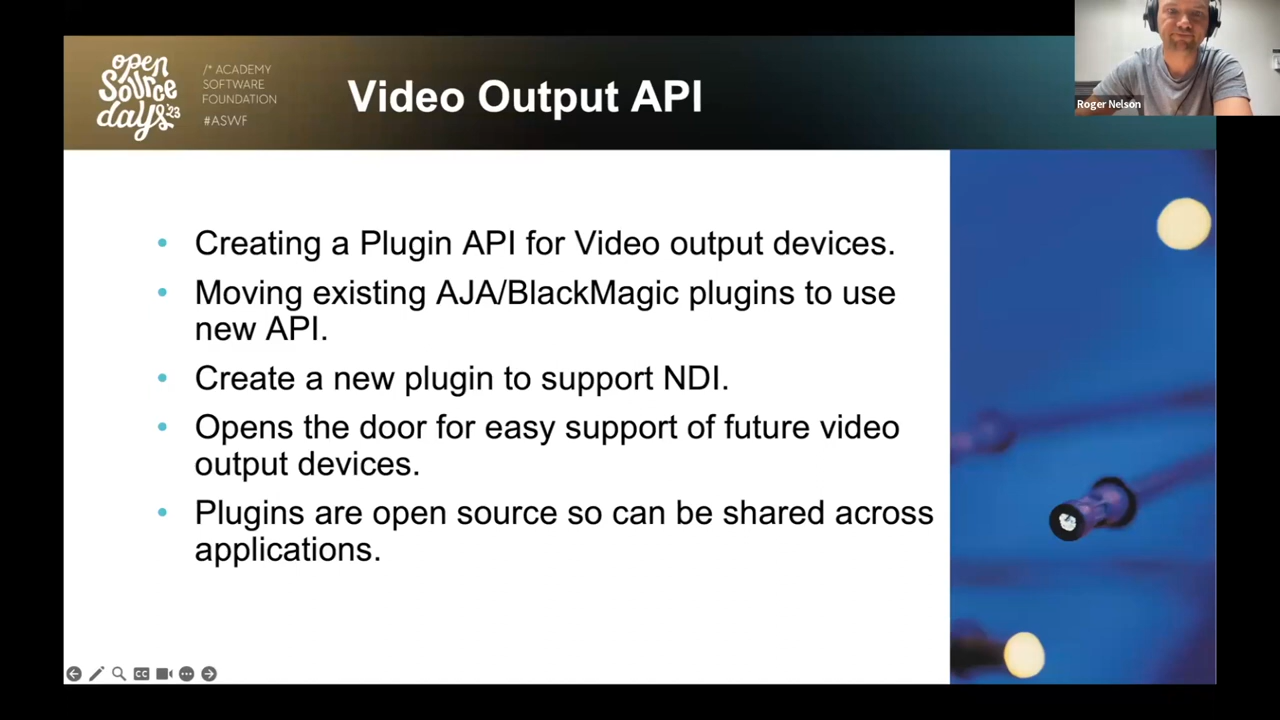 open
source
days '23
/* ACADEMY
SOFTWARE
FOUNDATION
#ASWF
Video Output API
Roger Nelson
• Creating a Plugin API for Video output devices.
• Moving existing AJA/BlackMagic plugins to use
new API.
• Create a new plugin to support NDI.
• Opens the door for easy support of future video
output devices.
• Plugins are open source so can be shared across
applications.
CC